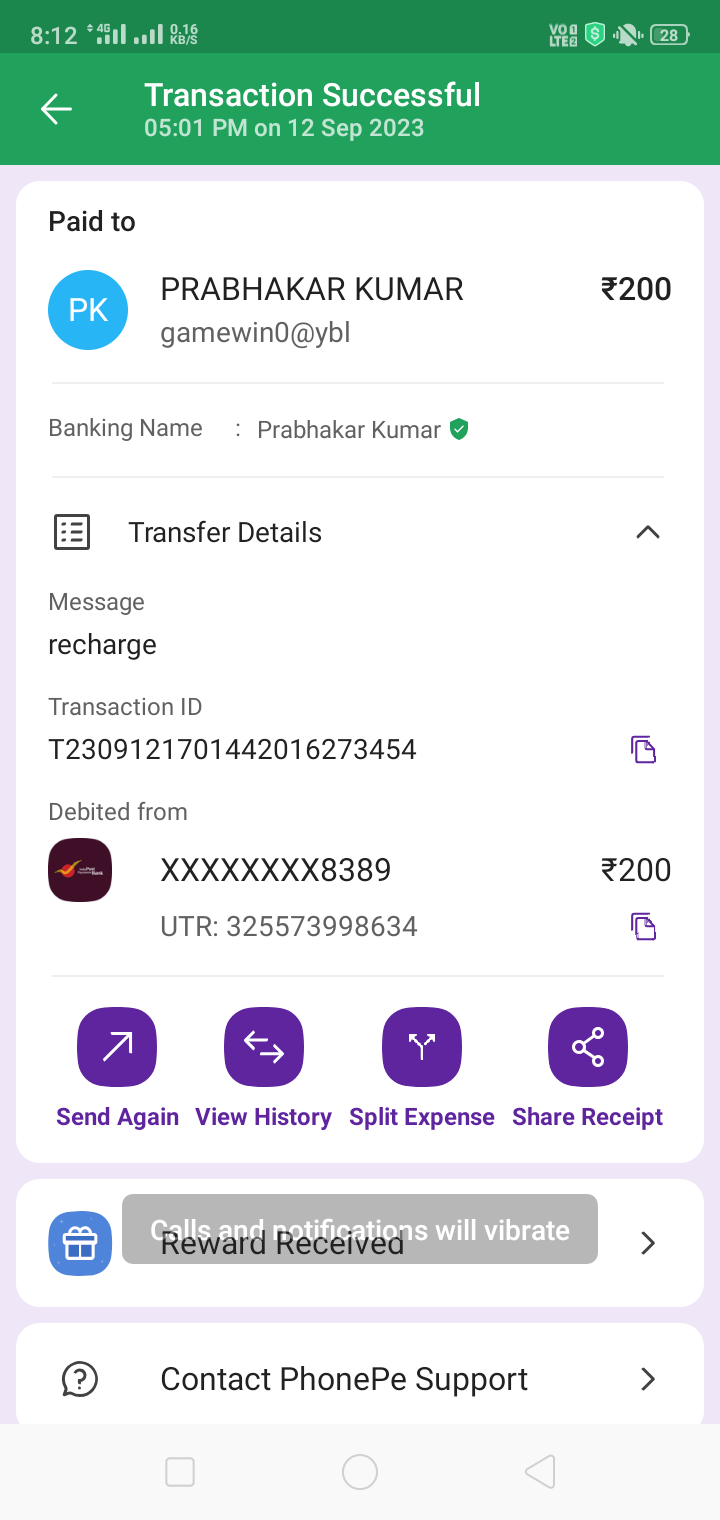 8:12 4G 0.16 KB/S VO LTE 28
Transaction Successful
05:01 PM on 12 Sep 2023
Paid to
PK PRABHAKAR KUMAR ₹200
gamewin0@ybl
Banking Name : Prabhakar Kumar
Transfer Details
Message
recharge
Transaction ID
T2309121701442016273454
Debited from
XXXXXXXX8389 ₹200
UTR: 325573998634
Send Again View History Split Expense Share Receipt
Calls and notifications will vibrate
Reward Received
Contact PhonePe Support